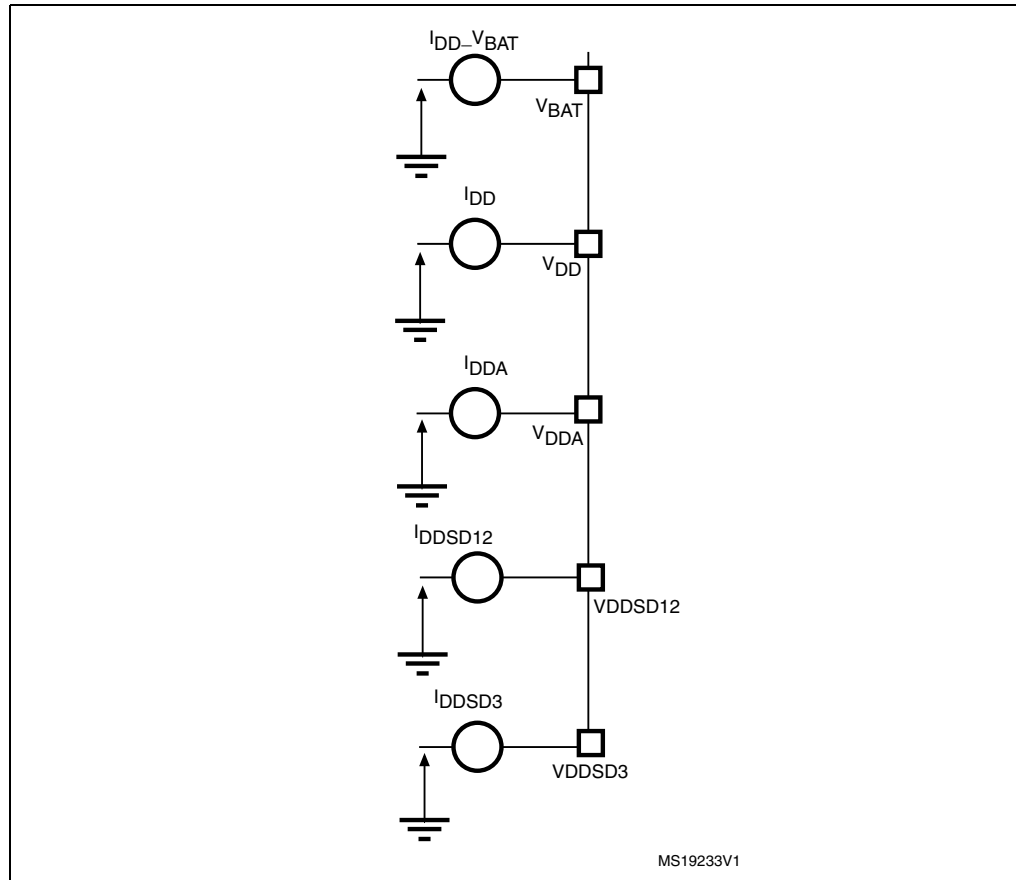 IDD_VBAT
VBAT
IDD
VDD
IDDA
VDDA
IDDSD12
VDDSD12
IDDSD3
VDDSD3
MS19233V1